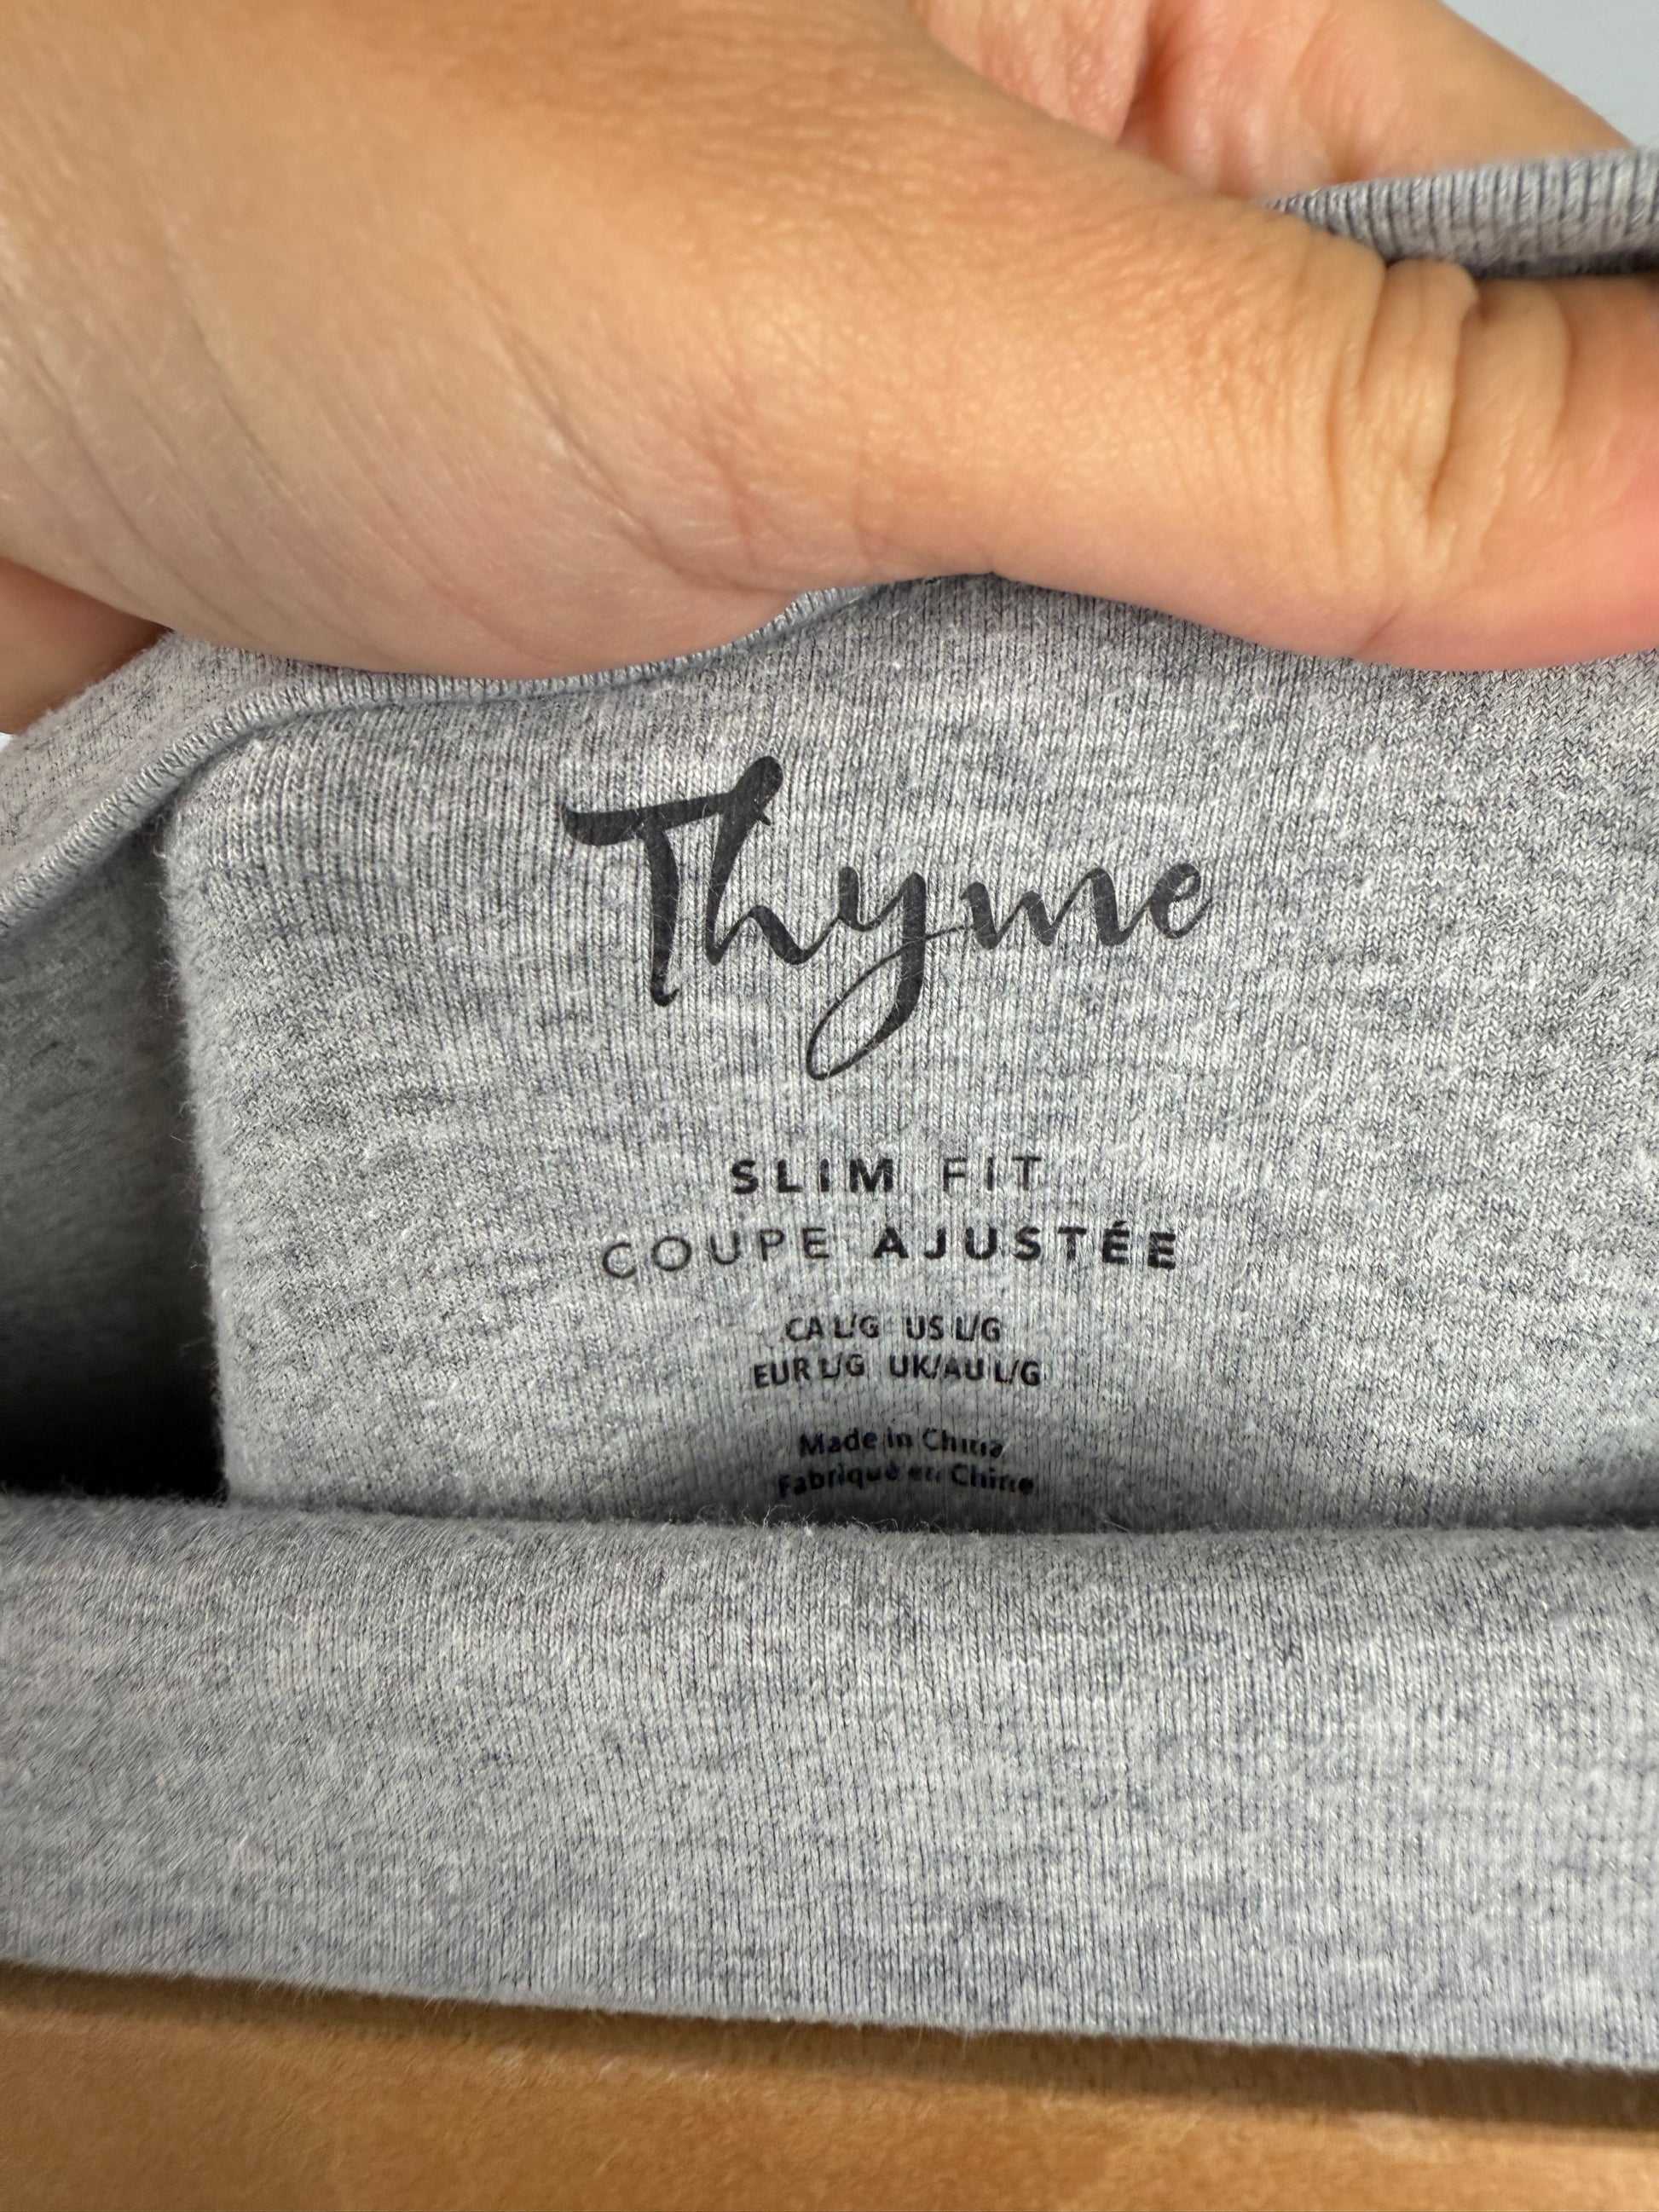 Thyme
SLIM FIT
COUPE AJUSTÉE
CA L/G US L/G
EUR L/G UK/AU L/G
Made in China
Fabriqué en Chine